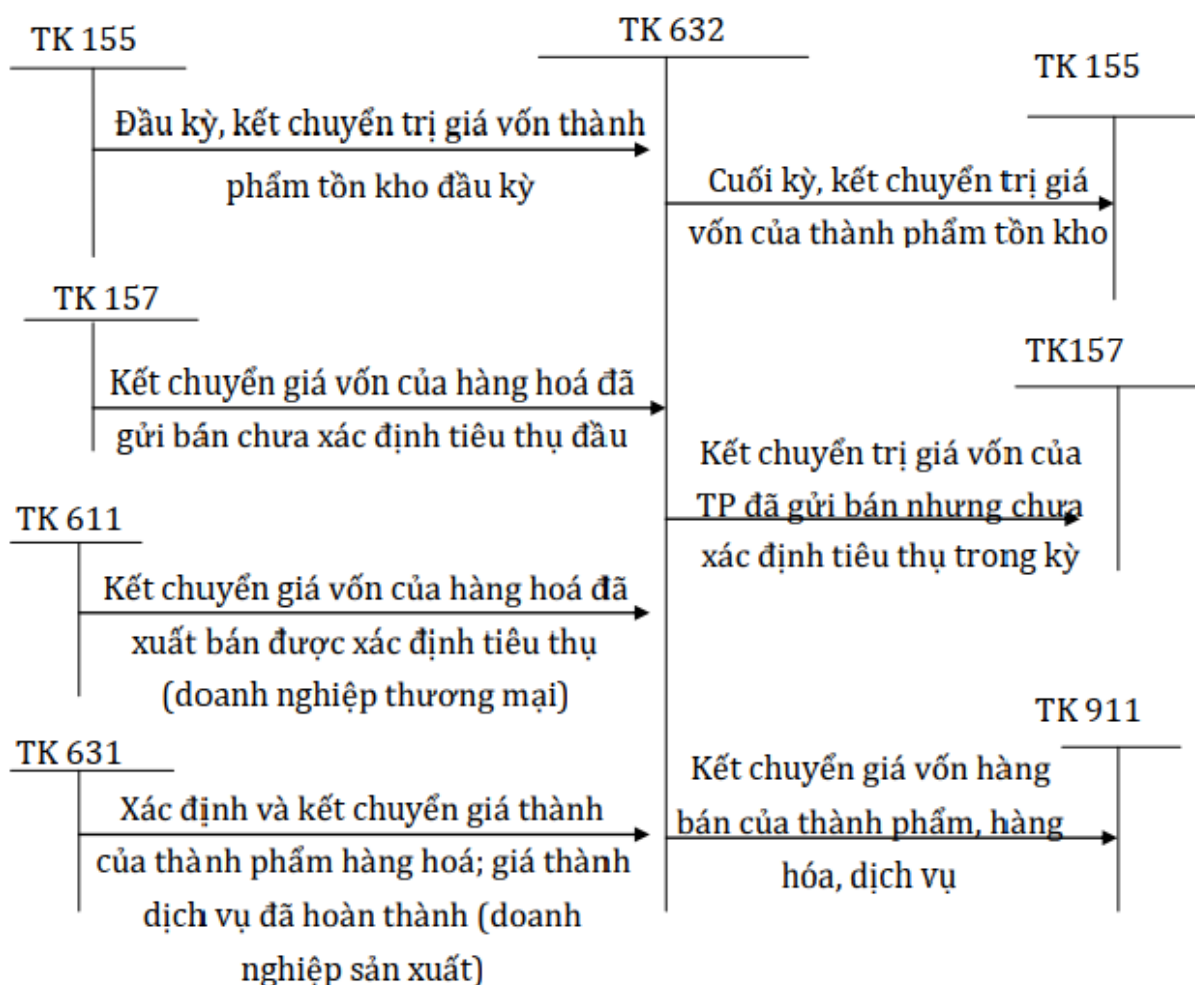 TK 155
Đầu kỳ, kết chuyển trị giá vốn thành
phẩm tồn kho đầu kỳ
TK 157
Kết chuyển giá vốn của hàng hoá đã
gửi bán chưa xác định tiêu thụ đầu
TK 611
Kết chuyển giá vốn của hàng hoá đã
xuất bán được xác định tiêu thụ
(doanh nghiệp thương mại)
TK 631
Xác định và kết chuyển giá thành
của thành phẩm hàng hoá; giá thành
dịch vụ đã hoàn thành (doanh
nghiệp sản xuất)
TK 632
TK 155
Cuối kỳ, kết chuyển trị giá
vốn của thành phẩm tồn kho
TK157
Kết chuyển trị giá vốn của
TP đã gửi bán nhưng chưa
xác định tiêu thụ trong kỳ
TK 911
Kết chuyển giá vốn hàng
bán của thành phẩm, hàng
hóa, dịch vụ